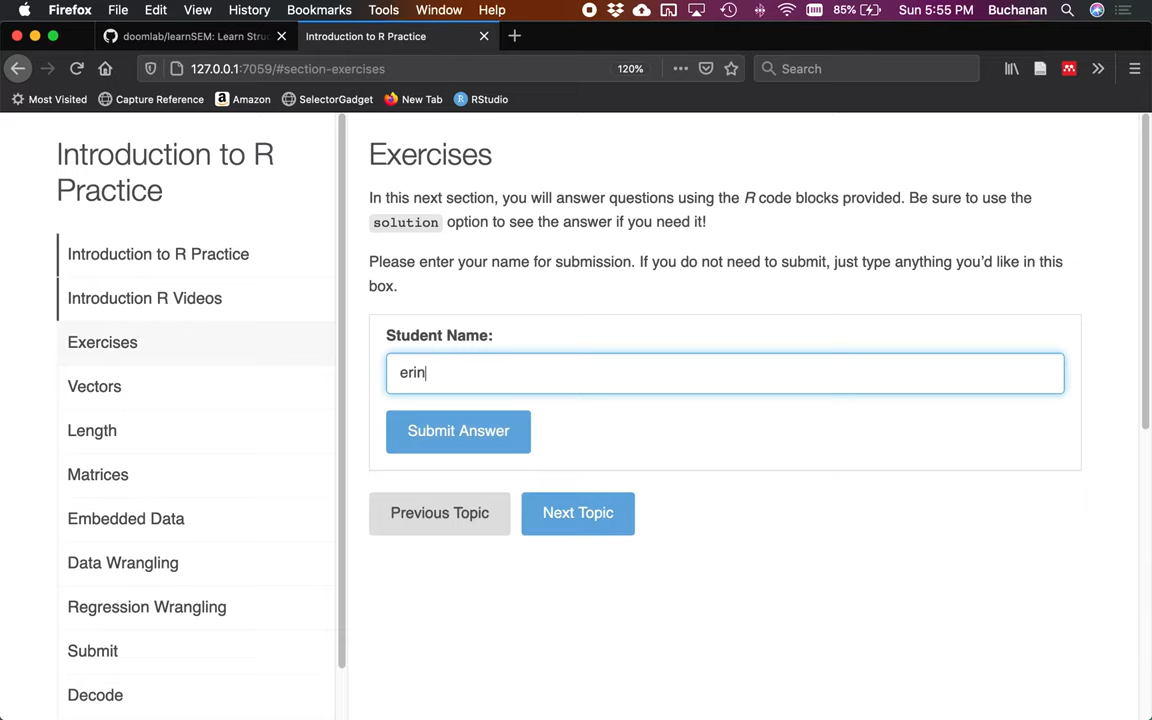 Firefox File Edit View History Bookmarks Tools Window Help 85% Sun 5:55 PM Buchanan
doomlab/learnSEM: Learn Struc Introduction to R Practice
127.0.0.1:7059/#section-exercises 120% Search
Most Visited Capture Reference Amazon SelectorGadget New Tab RStudio
Introduction to R
Practice
Introduction to R Practice
Introduction R Videos
Exercises
Vectors
Length
Matrices
Embedded Data
Data Wrangling
Regression Wrangling
Submit
Decode
Exercises
In this next section, you will answer questions using the R code blocks provided. Be sure to use the
solution option to see the answer if you need it!
Please enter your name for submission. If you do not need to submit, just type anything you’d like in this
box.
Student Name:
erin
Submit Answer
Previous Topic Next Topic